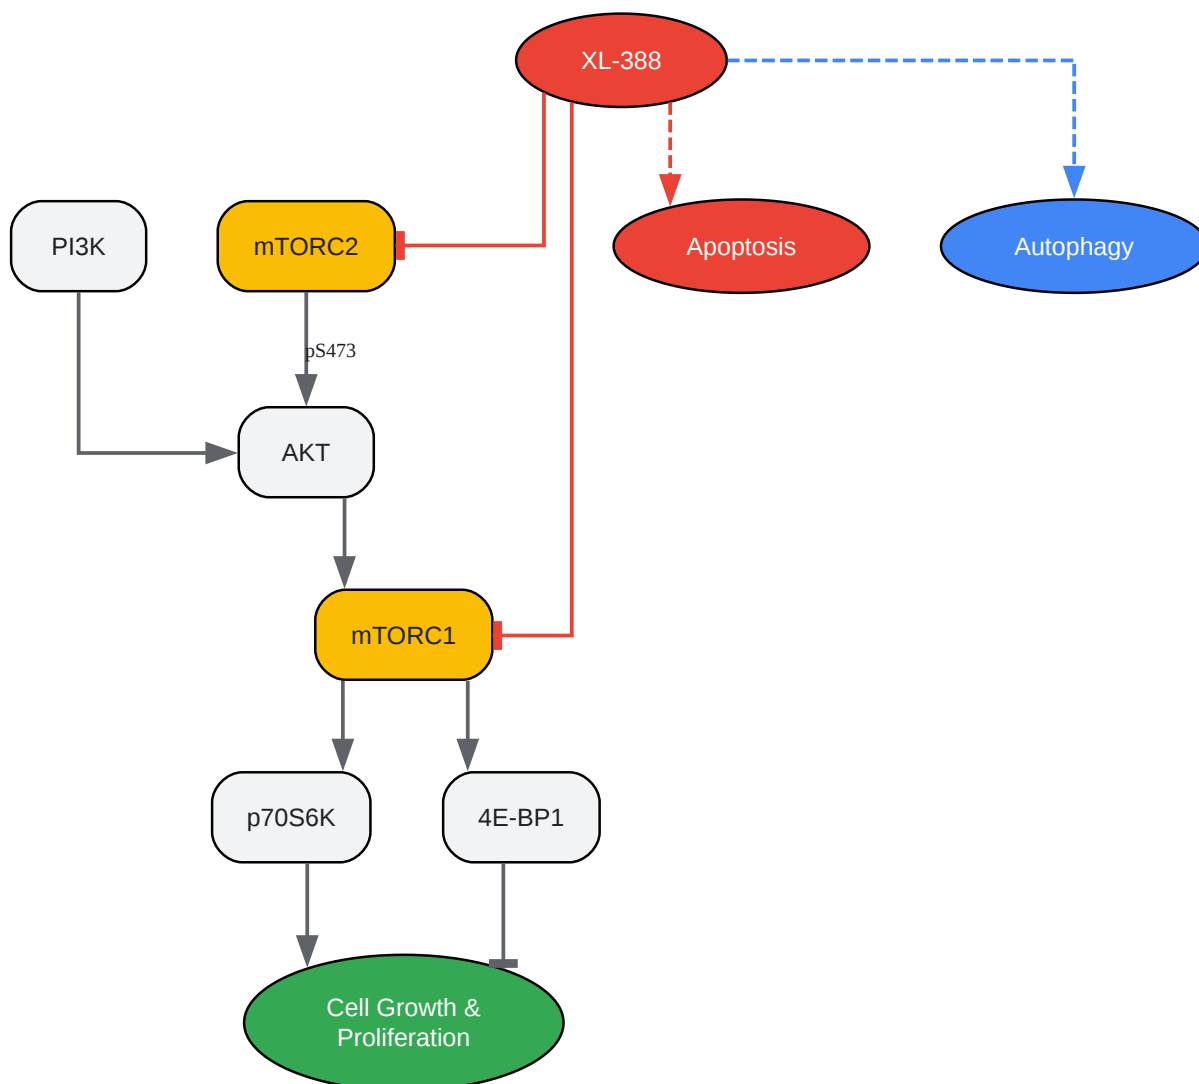 XL-388
PI3K
mTORC2
Apoptosis
Autophagy
pS473
AKT
mTORC1
p70S6K
4E-BP1
Cell Growth &
Proliferation